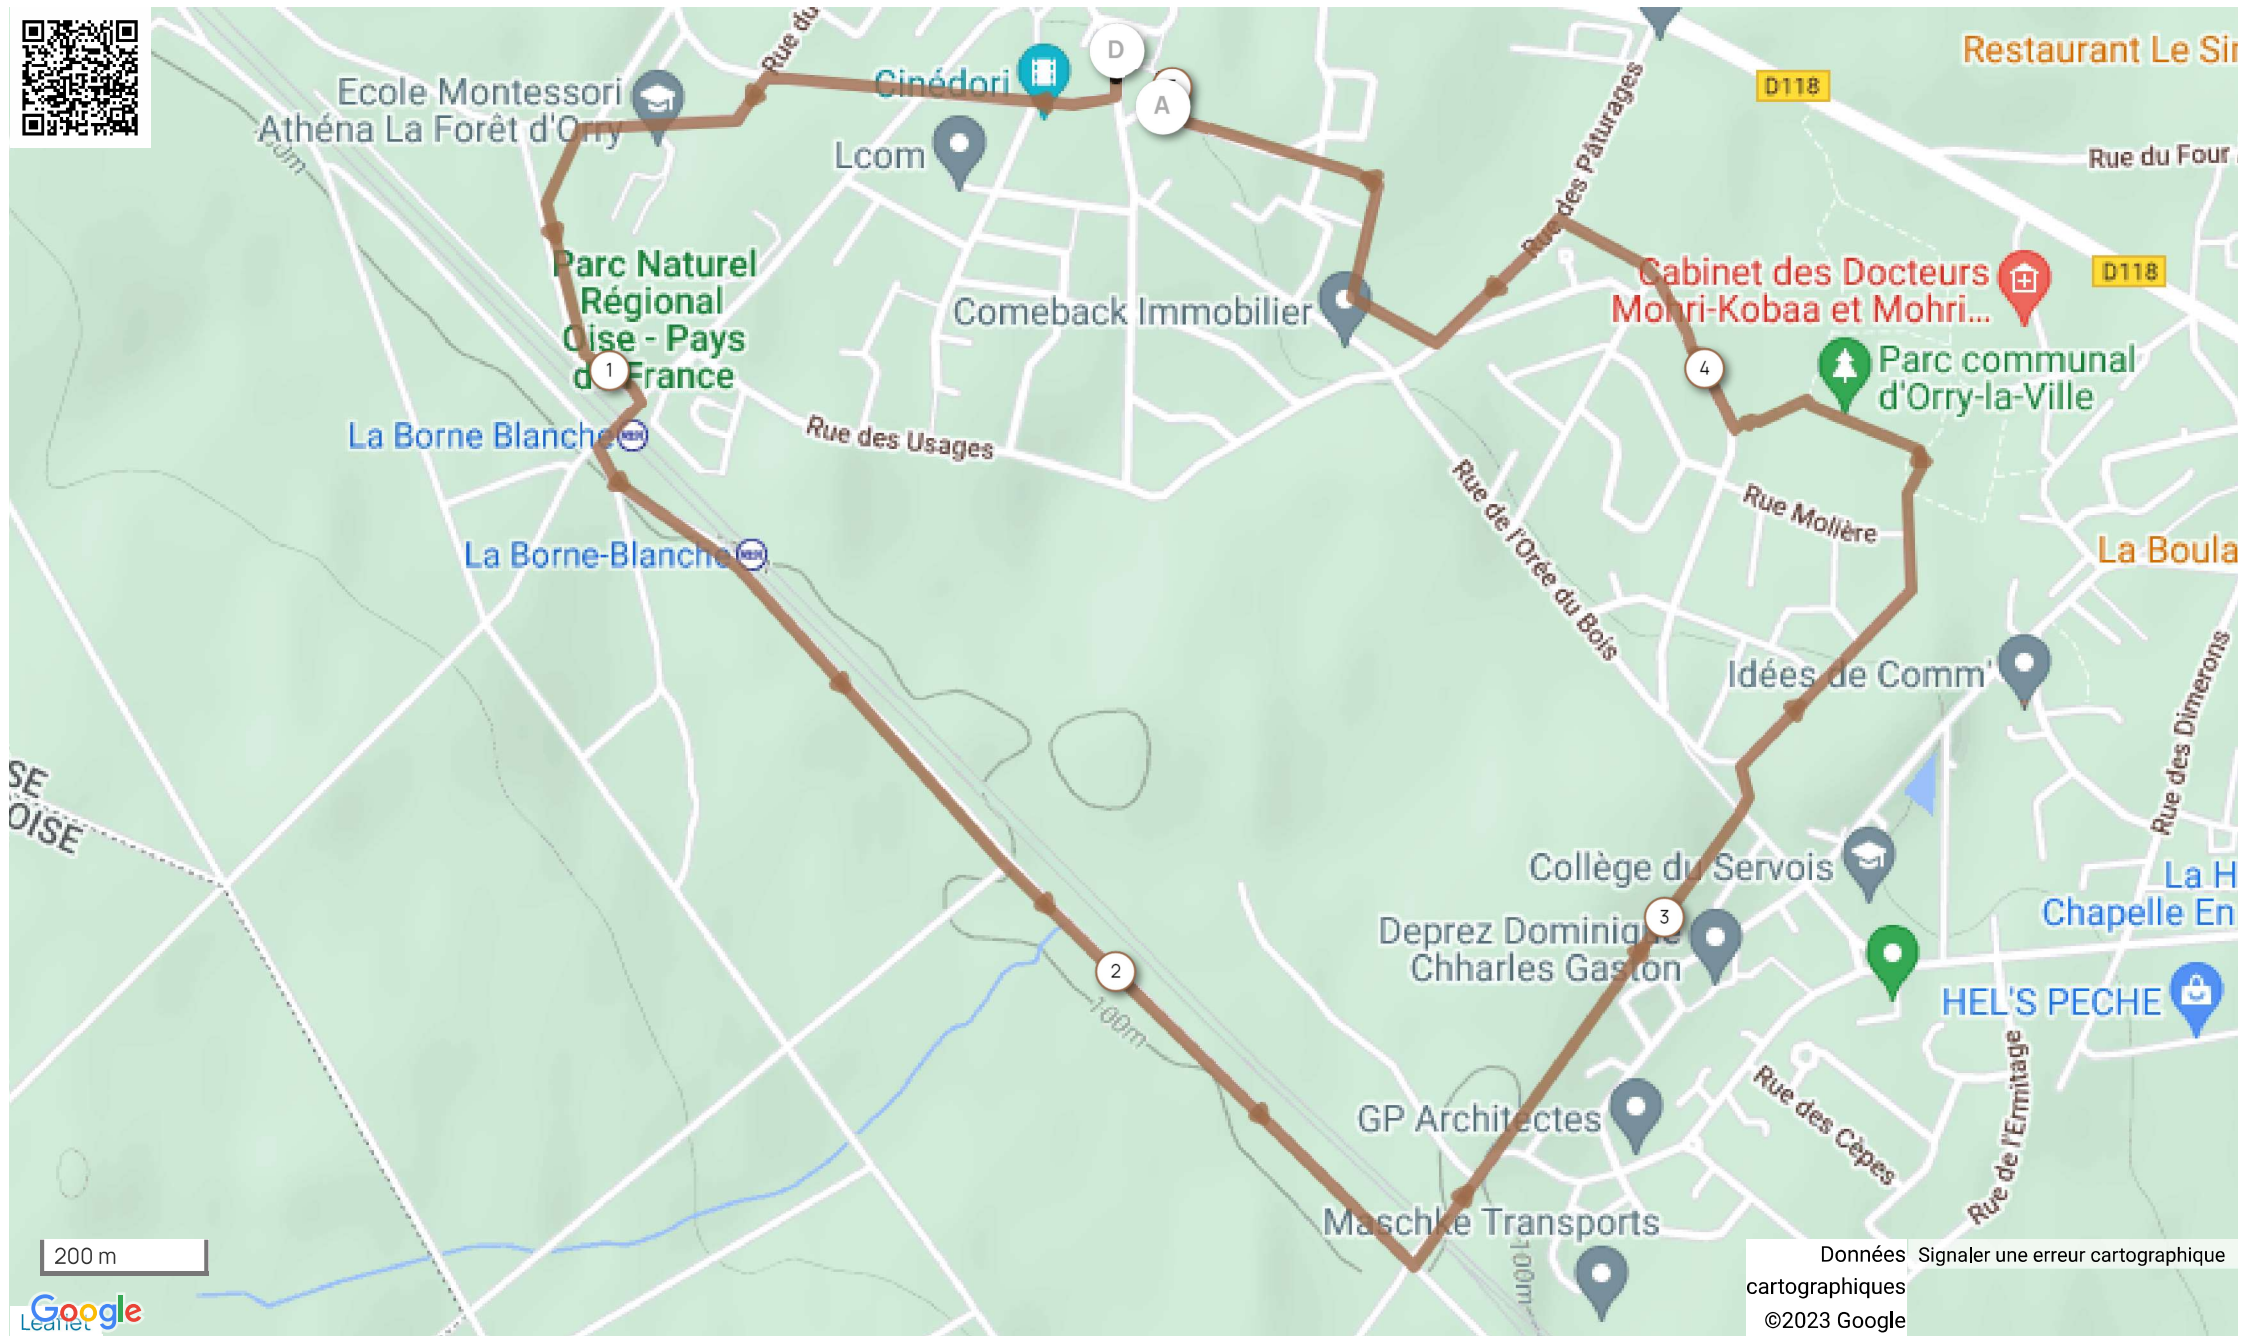 Restaurant Le Sir
D
D118
Rue du
Ecole Montessori
Athéna La Forêt d'Orry
Cinédori
A
Lcom
Rue des Pâturages
Rue du Four
Parc Naturel
Régional
Oise - Pays
de France
1
Comeback Immobilier
Cabinet des Docteurs
Mohri-Kobaa et Mohri...
D118
4
Parc communal
d'Orry-la-Ville
La Borne Blanche
Rue des Usages
La Borne-Blanche
Rue de l'Orée du Bois
Rue Molière
La Boula
Idées de Comm'
Rue des Dimerons
SE
OISE
Collège du Servois
La H
Chapelle En
3
Deprez Dominique
Chharles Gaston
2
100m
HEL'S PECHE
GP Architectes
Rue des Cèpes
Rue de l'Ermitage
Maschke Transports
100m
200 m
Google
Leaflet
Données
cartographiques
©2023 Google
Signaler une erreur cartographique